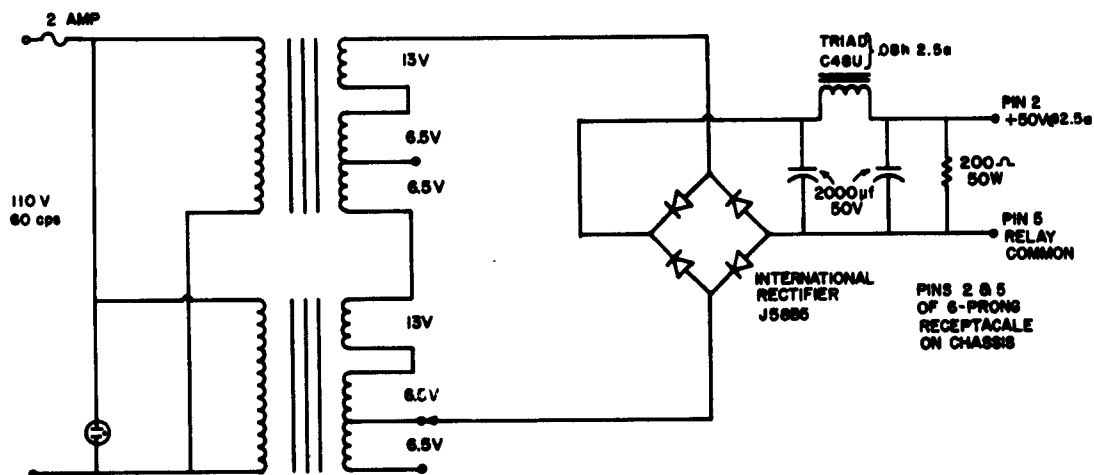 2 AMP
110 V
60 cps
13V
6.5V
6.5V
13V
6.5V
6.5V
TRIAD
C48U
.08h 2.5a
2000μf
50V
200Ω
50W
PIN 2
+50V@2.5a
PIN 5
RELAY
COMMON
INTERNATIONAL
RECTIFIER
PINS 2 & 5
OF 6-PRONG
RECEPTACALE
ON CHASSIS